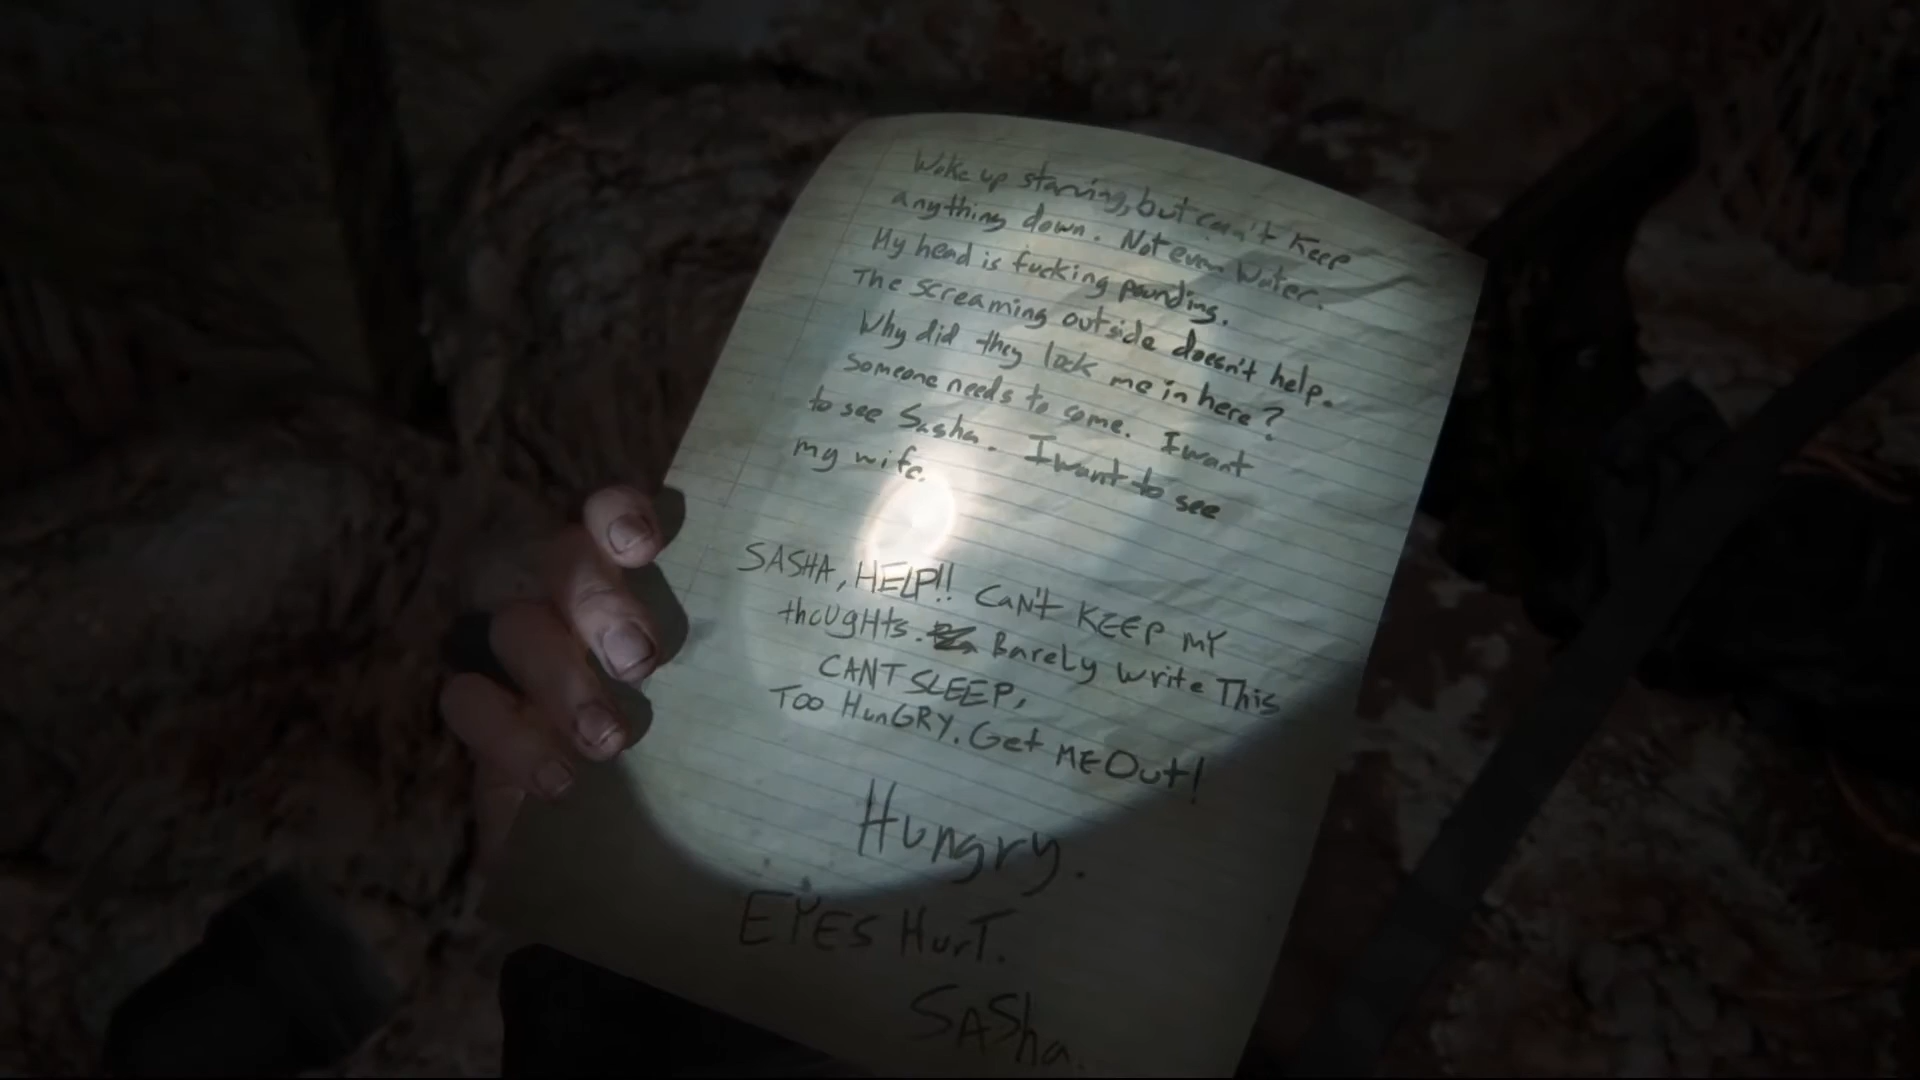 Woke up starving, but can't keep
anything down. Not even water.
My head is fucking pounding.
The screaming outside doesn't help.
Why did they lock me in here?
Someone needs to come. I want
to see Sasha. I want to see
my wife.
SASHA, HELP!! CaN't KEEP MY
thoUgHts. Barely write This
CANT SLEEP,
TOO HunGRY. Get ME Out!
Hungry.
EYES HurT.
SASha.